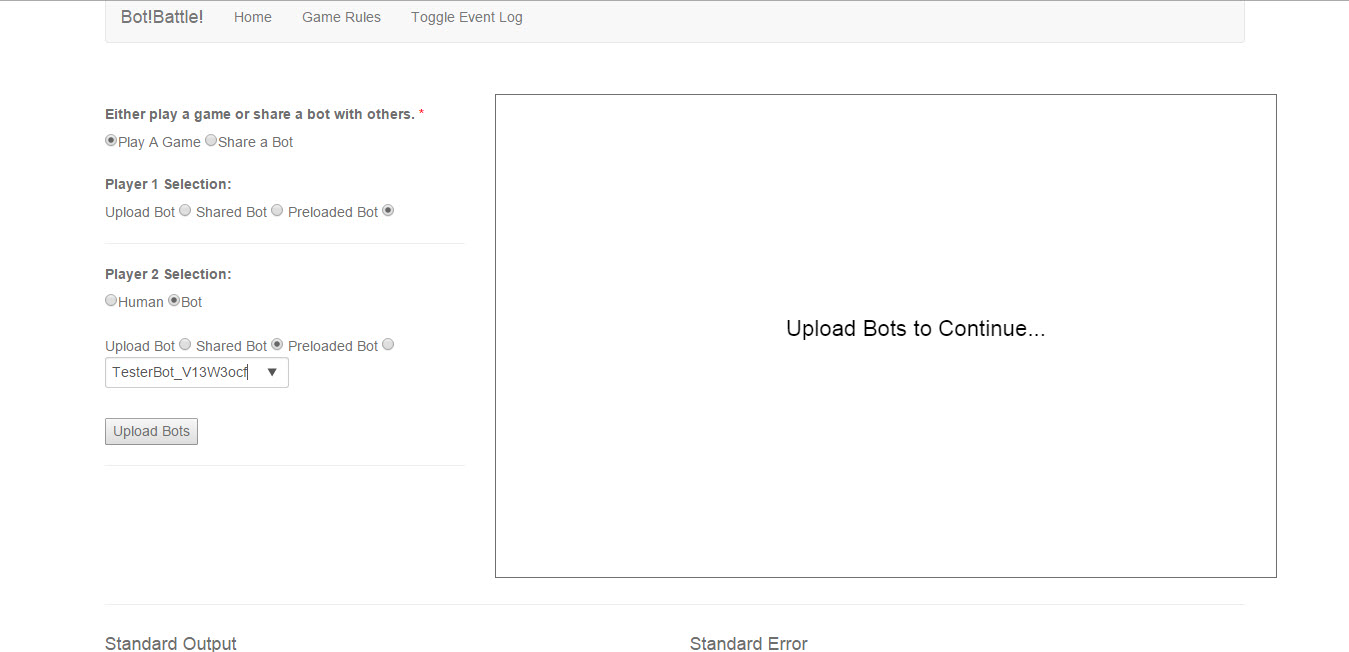 Bot!Battle! Home Game Rules Toggle Event Log
Either play a game or share a bot with others. *
Play A Game Share a Bot
Player 1 Selection:
Upload Bot Shared Bot Preloaded Bot
Player 2 Selection:
Human Bot
Upload Bot Shared Bot Preloaded Bot
TesterBot_V13W3ocf
Upload Bots
Upload Bots to Continue...
Standard Output Standard Error